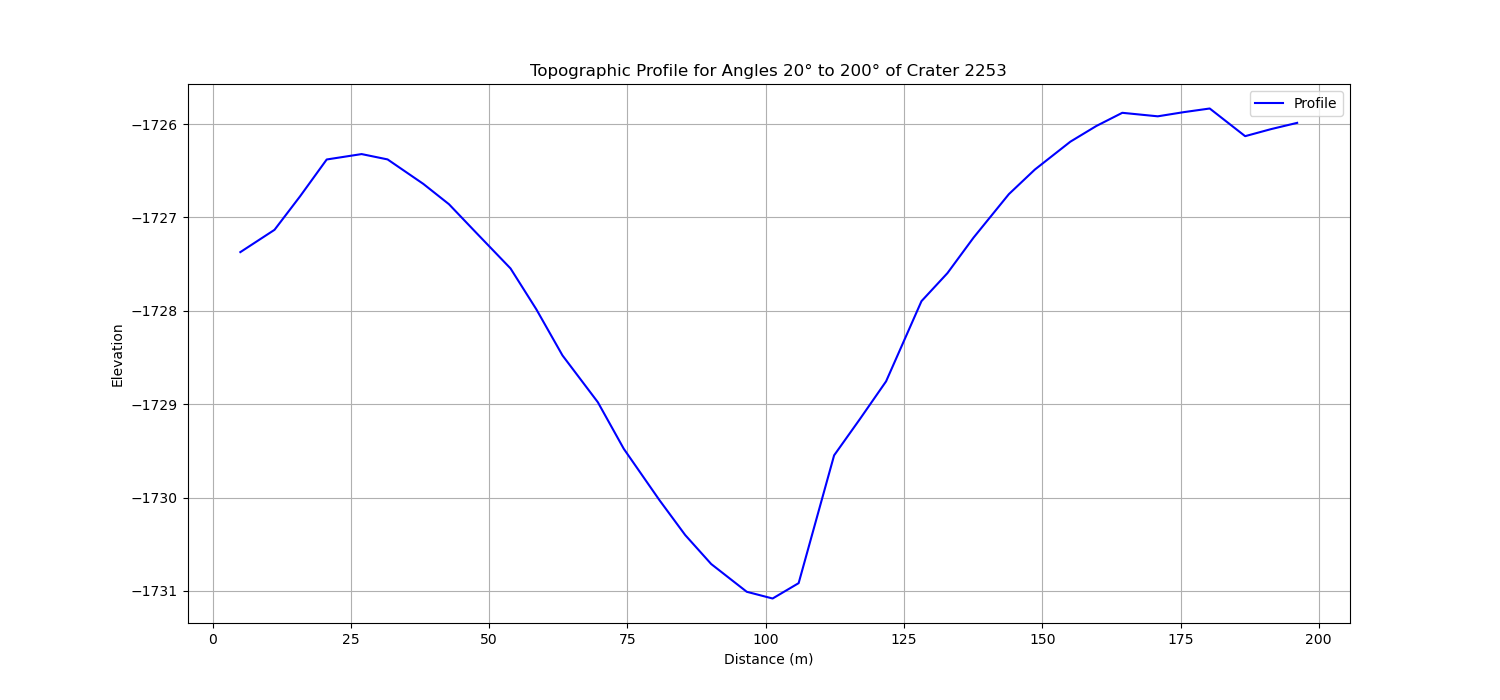 Topographic Profile for Angles 20° to 200° of Crater 2253
Profile
−1726
−1727
−1728
−1729
−1730
−1731
Elevation
0 25 50 75 100 125 150 175 200
Distance (m)